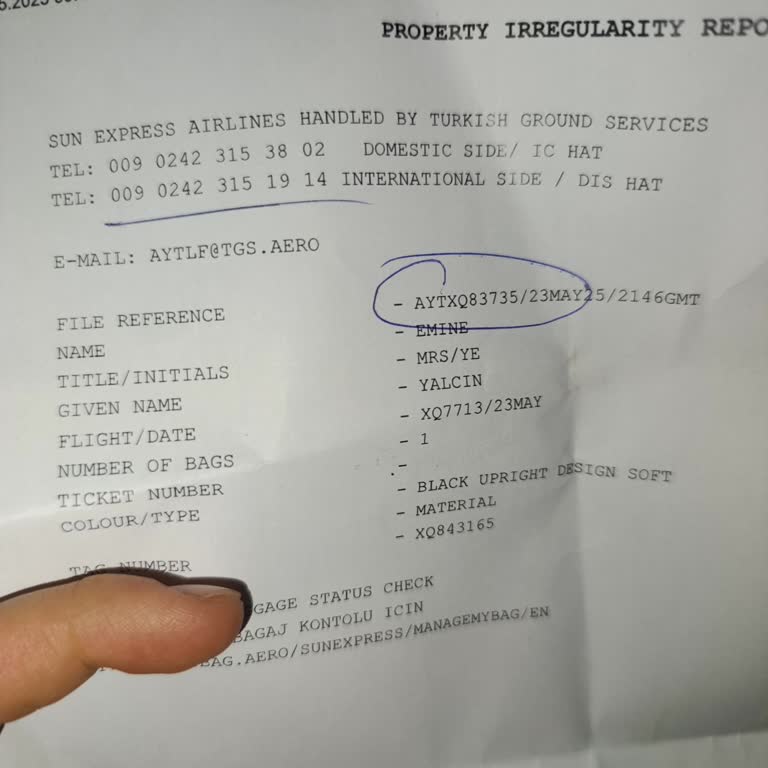 5.2025
PROPERTY IRREGULARITY REPO
SUN EXPRESS AIRLINES HANDLED BY TURKISH GROUND SERVICES
TEL: 009 0242 315 38 02 DOMESTIC SIDE/ IC HAT
TEL: 009 0242 315 19 14 INTERNATIONAL SIDE / DIS HAT
E-MAIL: AYTLF@TGS.AERO
FILE REFERENCE - AYTXQ83735/23MAY25/2146GMT
NAME - EMINE
TITLE/INITIALS - MRS/YE
GIVEN NAME - YALCIN
FLIGHT/DATE - XQ7713/23MAY
NUMBER OF BAGS - 1
TICKET NUMBER -
COLOUR/TYPE - BLACK UPRIGHT DESIGN SOFT
- MATERIAL
TAG NUMBER - XQ843165
GAGE STATUS CHECK
BAGAJ KONTOLU ICIN
BAG.AERO/SUNEXPRESS/MANAGEMYBAG/EN